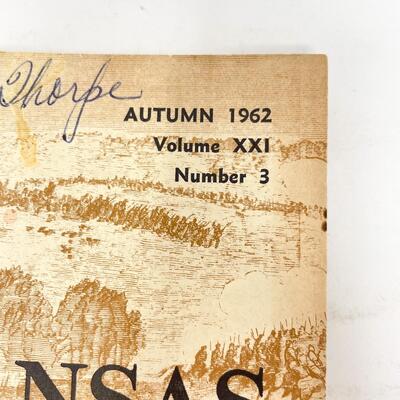 Thorpe
AUTUMN 1962
Volume XXI
Number 3
NSAS